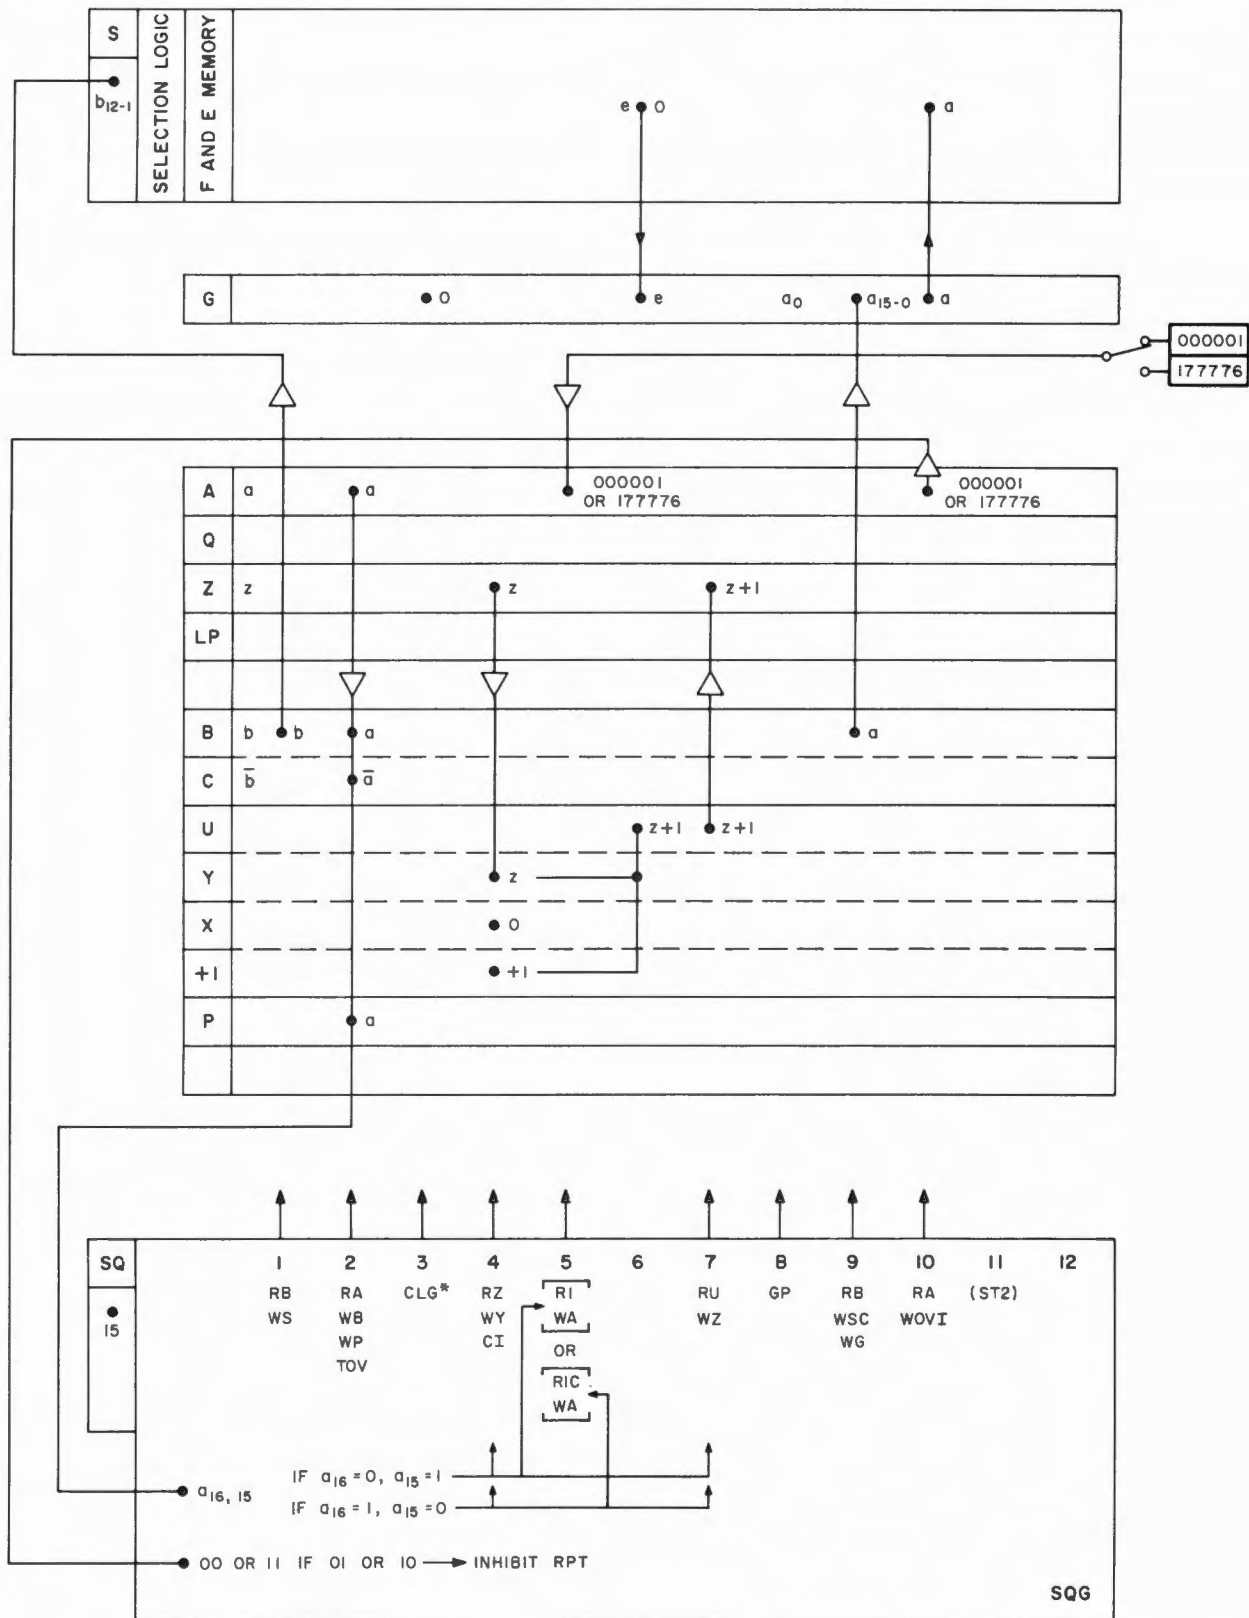 S
b12-1
SELECTION LOGIC
F AND E MEMORY
e 0
a
G
0
e
a0
a15-0
a
000001
177776
A
a
a
000001
OR 177776
000001
OR 177776
Q
Z
z
z
z+1
LP
B
b
b
a
a
C
b̅
a̅
U
z+1
z+1
Y
z
X
0
+1
+1
P
a
SQ
15
1 2 3 4 5 6 7 8 9 10 11 12
RB RA CLG* RZ RI RU GP RB RA (ST2)
WS WB WY WA WZ WSC WOVI
WP CI OR WG
TOV RIC
WA
IF a16=0, a15=1
a16, 15
IF a16=1, a15=0
00 OR 11 IF 01 OR 10 → INHIBIT RPT
SQG